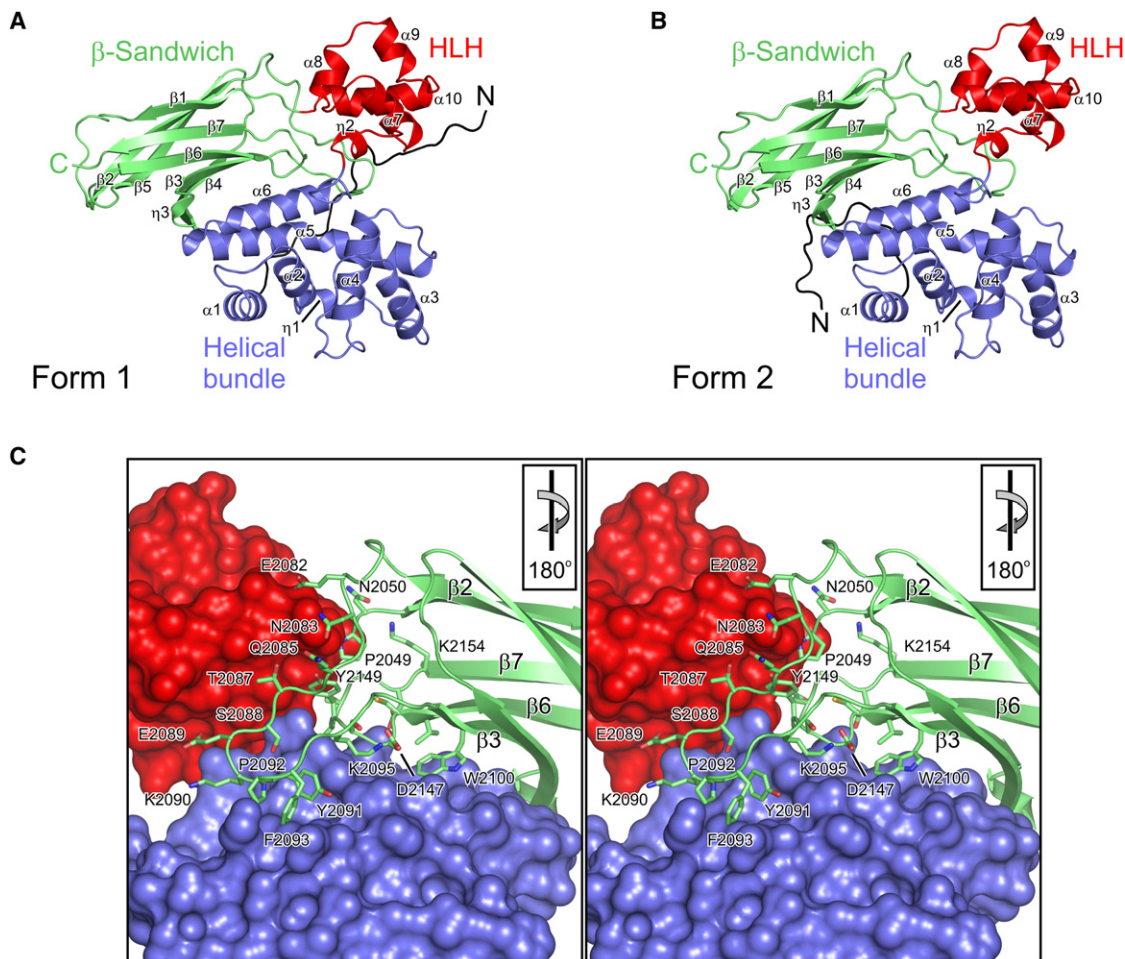 A
β-Sandwich
HLH
α9
α8
α10
N
β1
α7
η2
β7
C
β6
β2
β5
β3
β4
α6
η3
α5
α2
α4
α3
α1
η1
Helical
bundle
Form 1
B
β-Sandwich
HLH
α9
α8
α10
β1
α7
η2
β7
C
β6
β2
β5
β3
β4
α6
η3
α5
α2
α4
α3
α1
N
η1
Helical
bundle
Form 2
C
180°
E2082
N2050
β2
N2083
Q2085
P2049
K2154
T2087
Y2149
β7
S2088
β6
E2089
β3
P2092
K2095
W2100
K2090
D2147
Y2091
F2093
180°
E2082
N2050
β2
N2083
Q2085
P2049
K2154
T2087
Y2149
β7
S2088
β6
E2089
β3
P2092
K2095
W2100
K2090
D2147
Y2091
F2093